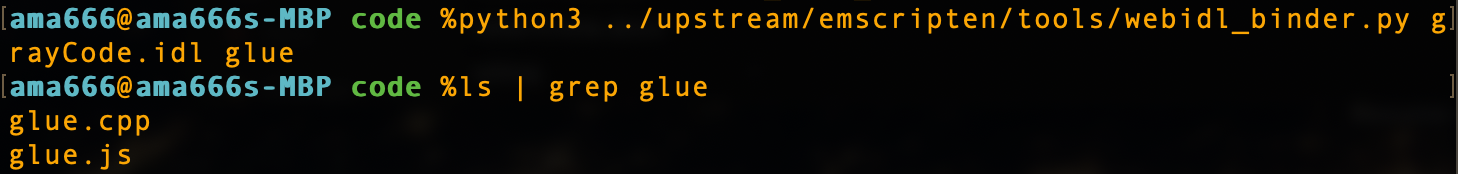 [ama666@ama666s-MBP code %python3 ../upstream/emscripten/tools/webidl_binder.py g]
rayCode.idl glue
[ama666@ama666s-MBP code %ls | grep glue ]
glue.cpp
glue.js